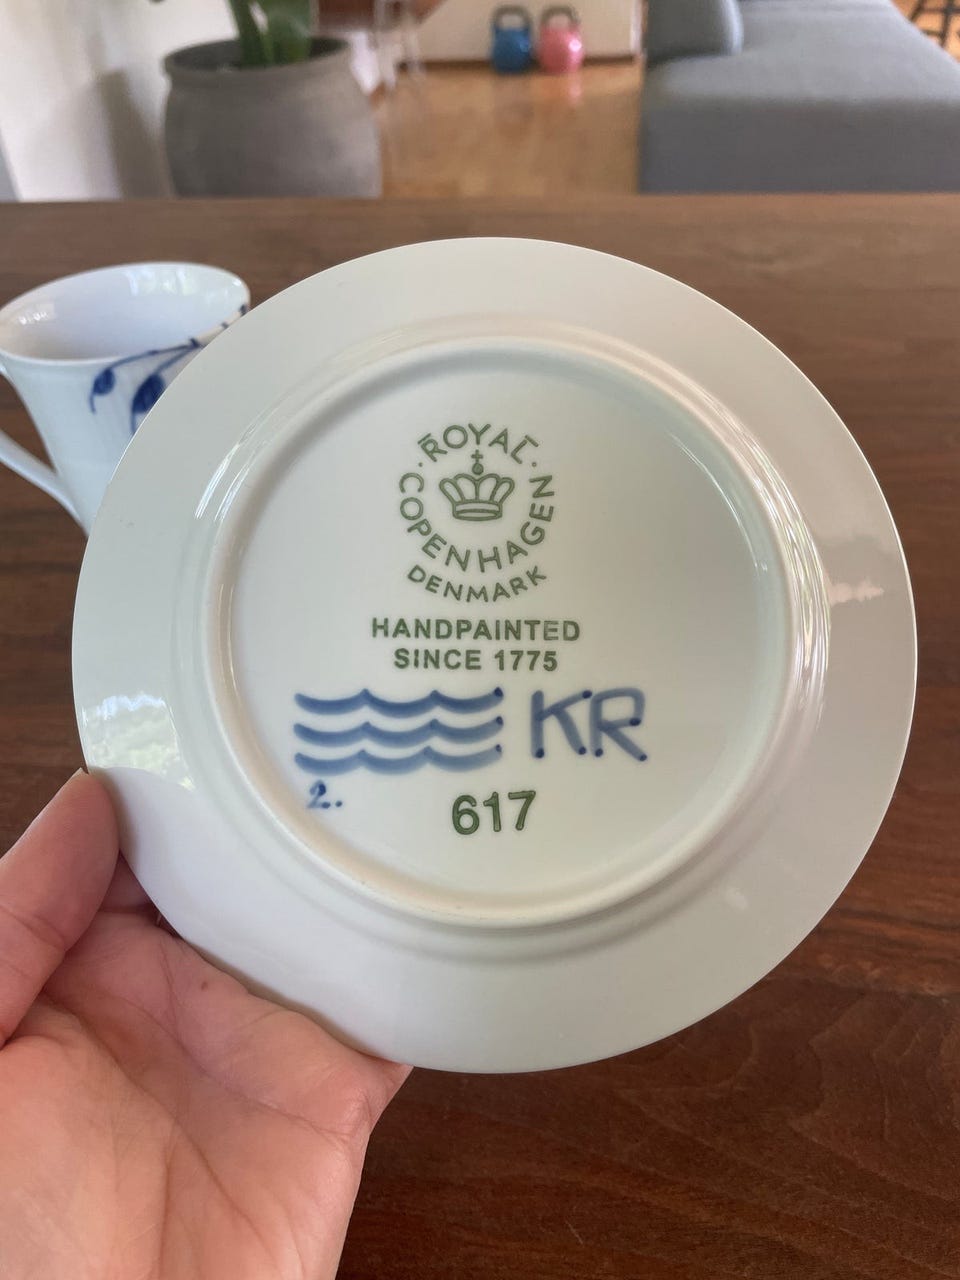 ROYAL
COPENHAGEN
DENMARK
HANDPAINTED
SINCE 1775
KR
2.
617